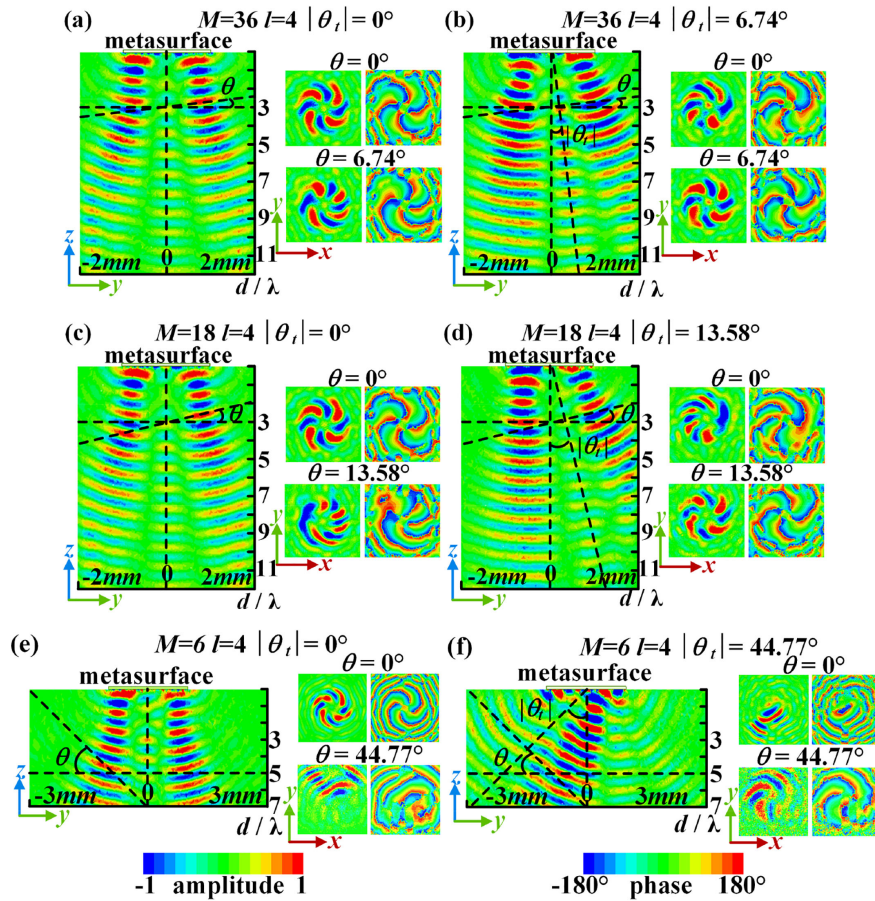 (a) M=36 l=4 |θt|=0°
metasurface
θ = 0°
θ
3
5
θ = 6.74°
7
9
11
-2mm 0 2mm
z
y
d / λ
y
x
(b) M=36 l=4 |θt|=6.74°
metasurface
θ = 0°
θ
3
|θt|
5
θ = 6.74°
7
9
11
-2mm 0 2mm
z
y
d / λ
y
x
(c) M=18 l=4 |θt|=0°
metasurface
θ = 0°
θ
3
5
θ = 13.58°
7
9
11
-2mm 0 2mm
z
y
d / λ
y
x
(d) M=18 l=4 |θt|=13.58°
metasurface
θ = 0°
θ
3
|θt|
5
θ = 13.58°
7
9
11
-2mm 0 2mm
z
y
d / λ
y
x
(e) M=6 l=4 |θt|=0°
metasurface
θ = 0°
3
θ
θ = 44.77°
5
-3mm 0 3mm
7
z
y
d / λ
y
x
(f) M=6 l=4 |θt|=44.77°
metasurface
θ = 0°
|θt|
3
θ
θ = 44.77°
5
-3mm 0 3mm
7
z
y
d / λ
y
x
-1 amplitude 1
-180° phase 180°